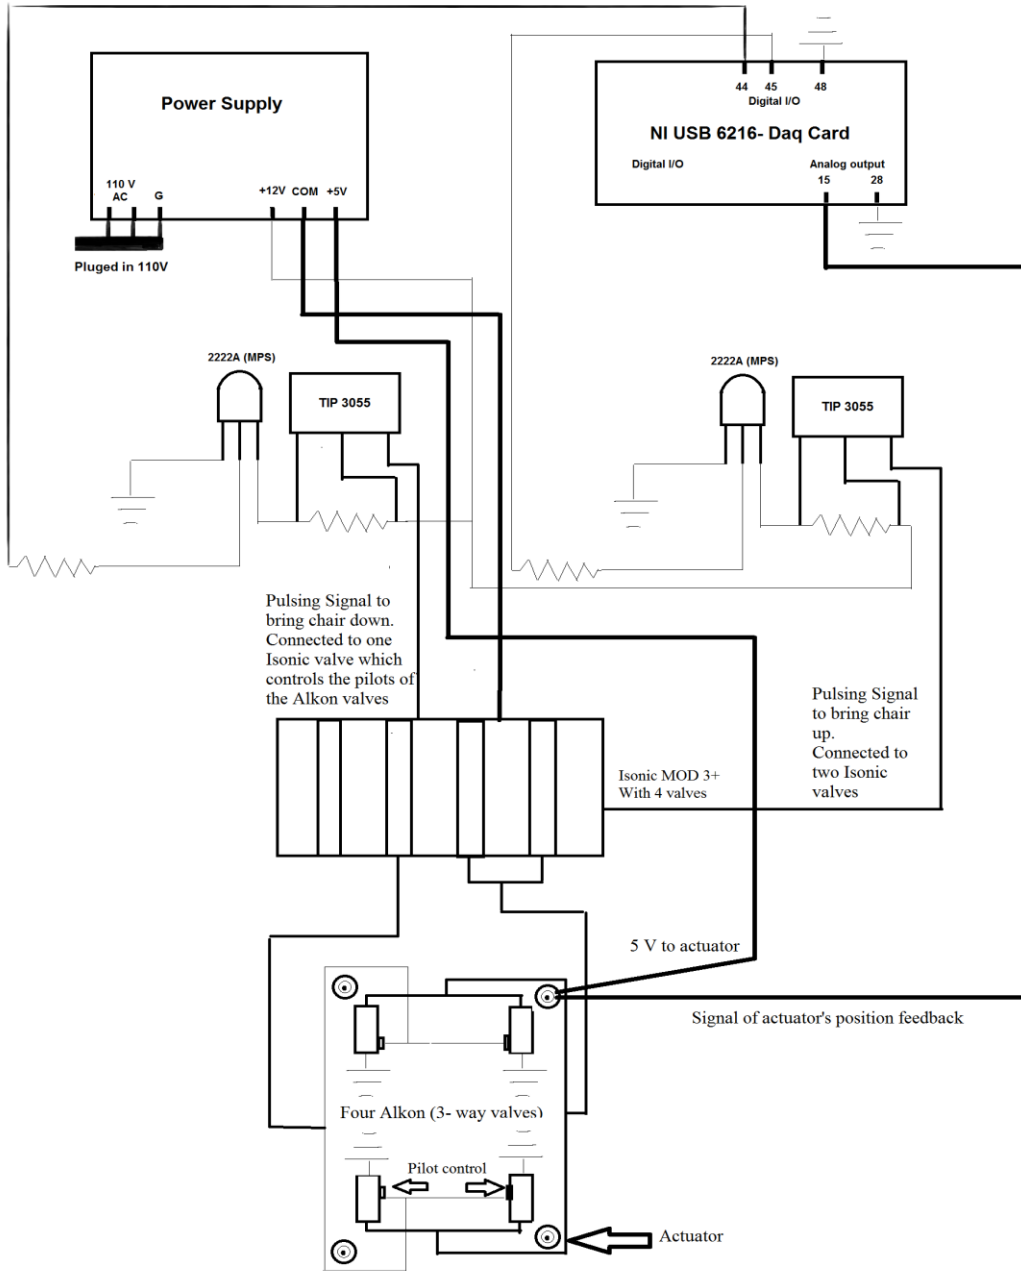 44
45
48
Digital I/O
Power Supply
NI USB 6216- Daq Card
Digital I/O
Analog output
15
28
110 V
AC
G
+12V
COM
+5V
Pluged in 110V
2222A (MPS)
TIP 3055
2222A (MPS)
TIP 3055
Pulsing Signal to
bring chair down.
Connected to one
Isonic valve which
controls the pilots of
the Alkon valves
Pulsing Signal
to bring chair
up.
Connected to
two Isonic
valves
Isonic MOD 3+
With 4 valves
5 V to actuator
Signal of actuator's position feedback
Four Alkon (3- way valves)
Pilot control
Actuator